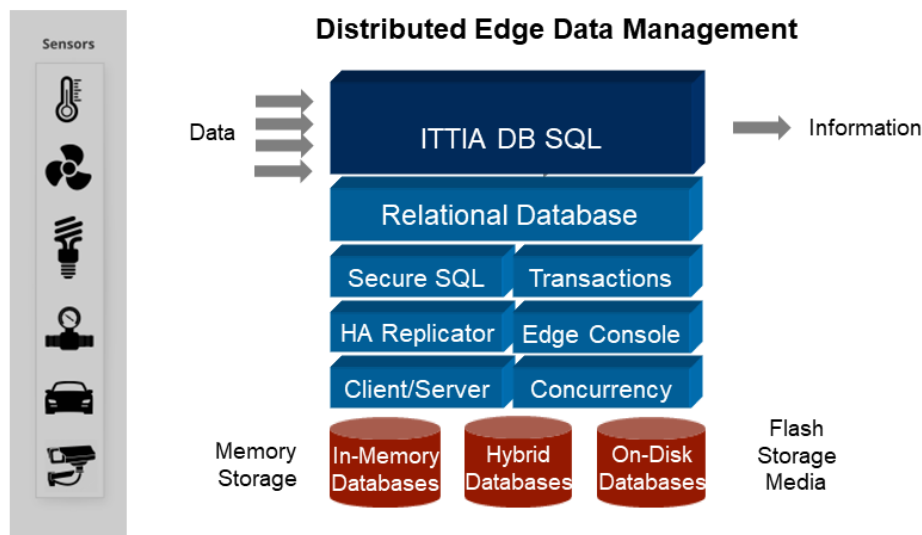 Sensors
Distributed Edge Data Management
Data
ITTIA DB SQL
Information
Relational Database
Secure SQL
Transactions
HA Replicator
Edge Console
Client/Server
Concurrency
Memory
Storage
In-Memory
Databases
Hybrid
Databases
On-Disk
Databases
Flash
Storage
Media